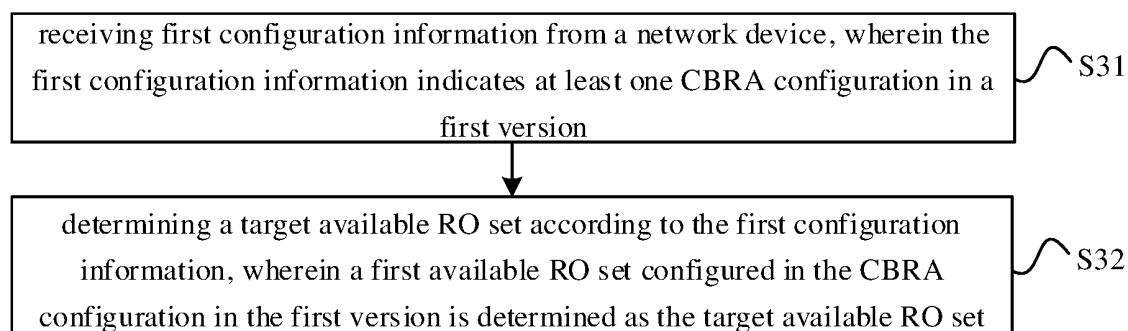 receiving first configuration information from a network device, wherein the
first configuration information indicates at least one CBRA configuration in a
first version
S31
determining a target available RO set according to the first configuration
information, wherein a first available RO set configured in the CBRA
configuration in the first version is determined as the target available RO set
S32